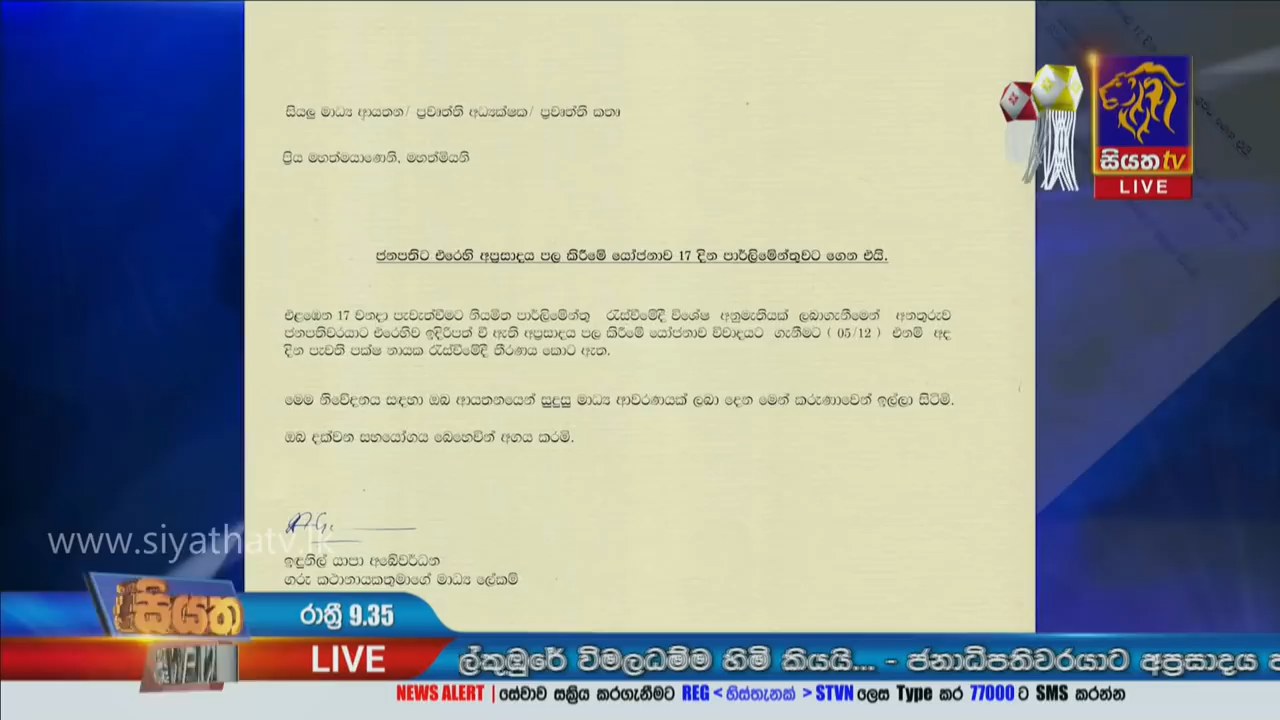 සියලු මාධ්‍ය ආයතන/ ප්‍රවෘත්ති අධ්‍යක්ෂක/ ප්‍රවෘත්ති කතෘ
ප්‍රිය මහත්මයාණෙනි, මහත්මියනි
ජනපතිට එරෙහි අප්‍රසාදය පල කිරීමේ යෝජනාව 17 දින පාර්ලිමේන්තුවට ගෙන එයි.
එළඹෙන 17 වනදා පැවැත්වීමට නියමිත පාර්ලිමේන්තු රැස්වීමේදී විශේෂ අනුමැතියක් ලබාගැනීමෙන් අනතුරුව
ජනපතිවරයාට එරෙහිව ඉදිරිපත් වී ඇති අප්‍රසාදය පල කිරීමේ යෝජනාව විවාදයට ගැනීමට ( 05/12 ) එනම් අද
දින පැවති පක්ෂ නායක රැස්වීමේදී තීරණය කොට ඇත.
මෙම නිවේදනය සඳහා ඔබ ආයතනයෙන් සුදුසු මාධ්‍ය ආවරණයක් ලබා දෙන මෙන් කරුණාවෙන් ඉල්ලා සිටිමි.
ඔබ දක්වන සහයෝගය බෙහෙවින් අගය කරමි.
ඉඳුනිල් යාපා අබේවර්ධන
ගරු කථානායකතුමාගේ මාධ්‍ය ලේකම්
සියත tv
LIVE
www.siyathatv.lk
සියත
NEWS
රාත්‍රී 9.35
LIVE
ල්කුඹුරේ විමලධම්ම හිමි කියයි... - ජනාධිපතිවරයාට අප්‍රසාදය
NEWS ALERT | සේවාව සක්‍රිය කරගැනීමට REG < හිස්තැනක් > STVN ලෙස Type කර 77000 ට SMS කරන්න